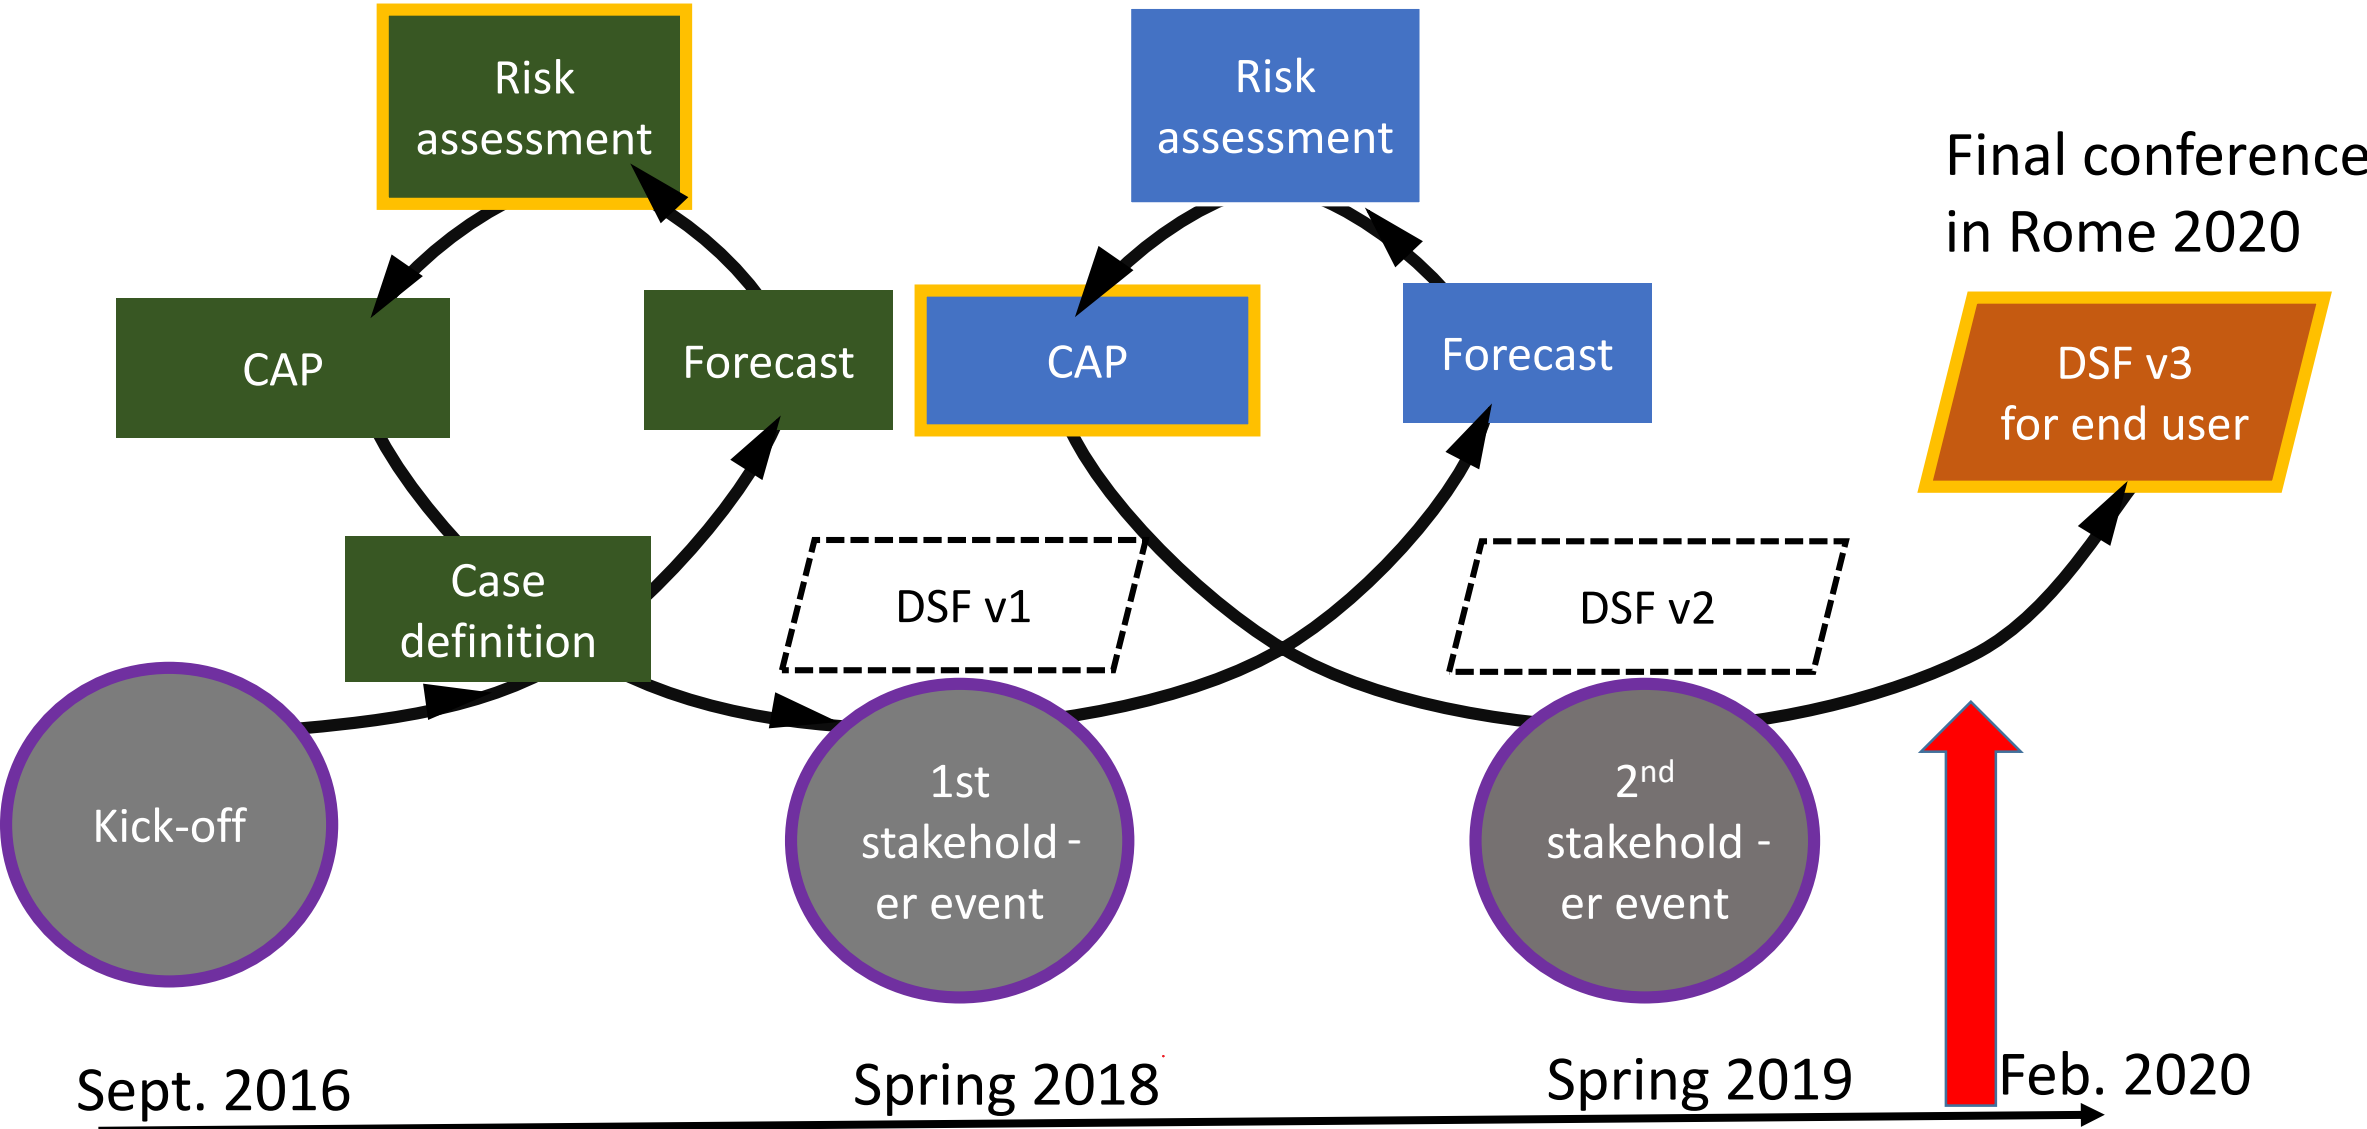 Risk
assessment
Risk
assessment
Final conference
in Rome 2020
CAP
Forecast
CAP
Forecast
DSF v3
for end user
Case
definition
DSF v1
DSF v2
Kick-off
1st
stakehold -
er event
2nd
stakehold -
er event
Sept. 2016
Spring 2018
Spring 2019
Feb. 2020